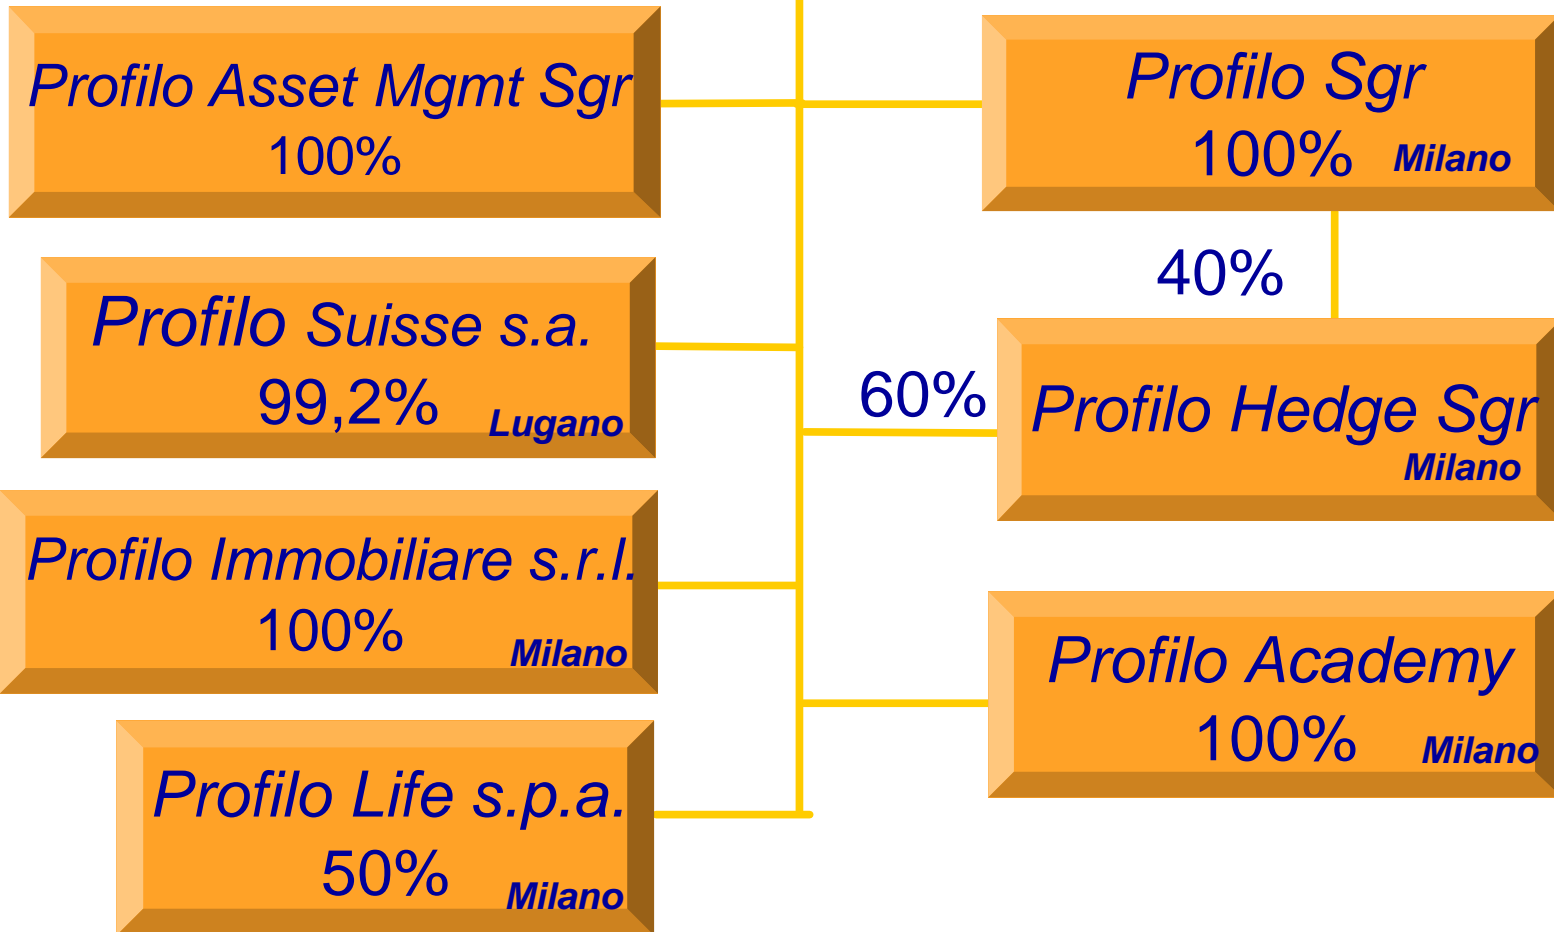 Profilo Asset Mgmt Sgr
100%
Profilo Sgr
100% Milano
40%
Profilo Suisse s.a.
99,2% Lugano
60%
Profilo Hedge Sgr
Milano
Profilo Immobiliare s.r.l.
100% Milano
Profilo Academy
100% Milano
Profilo Life s.p.a.
50% Milano